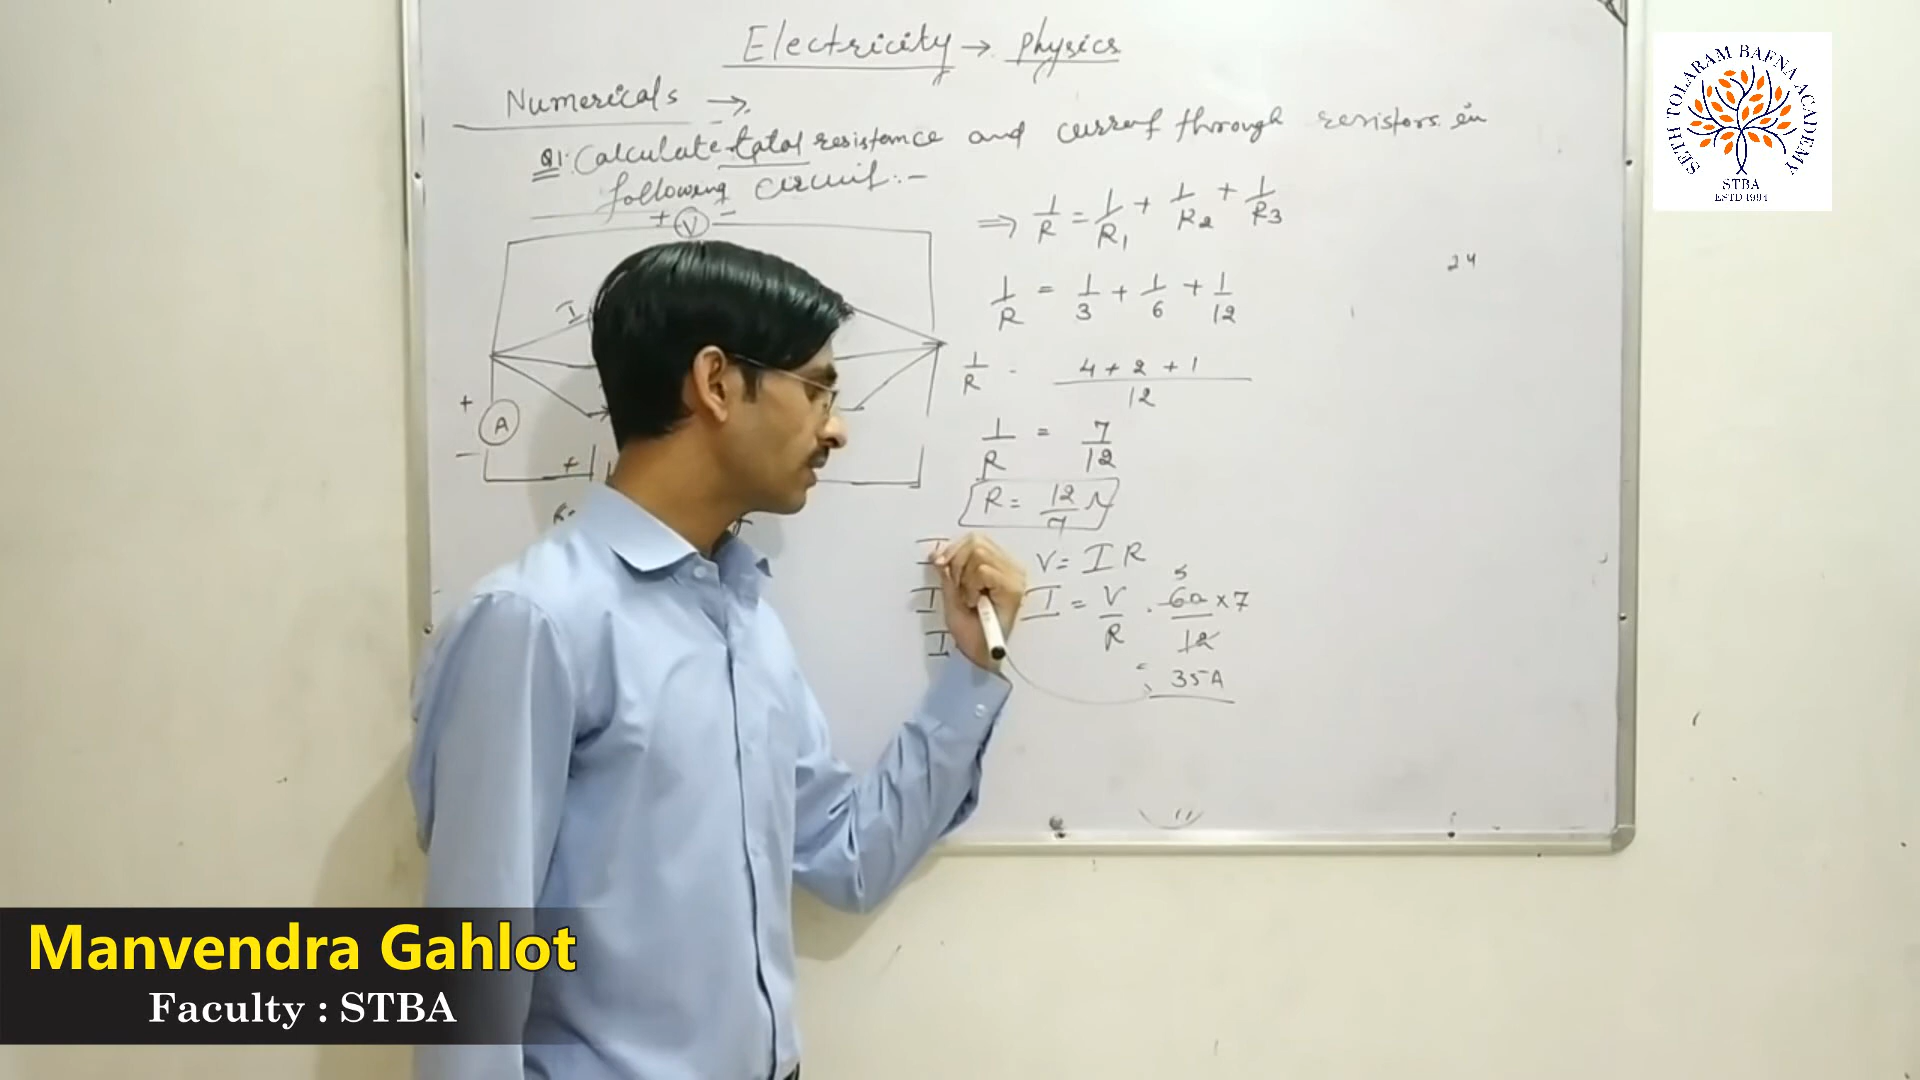 Electricity → Physics
Numericals →
Q1. Calculate total resistance and current through resistors in
following circuit :-
+ V -
I
+
A
-
+
⇒ 1/R = 1/R1 + 1/R2 + 1/R3
1/R = 1/3 + 1/6 + 1/12
1/R - 4 + 2 + 1 / 12
1/R = 7/12
R = 12/7 Ω
I V = I R
I I = V/R . 60 × 7 / 12
5
I
= 35A
24
SETH TOLARAM BAFNA ACADEMY
STBA
ESTD 1994
Manvendra Gahlot
Faculty : STBA